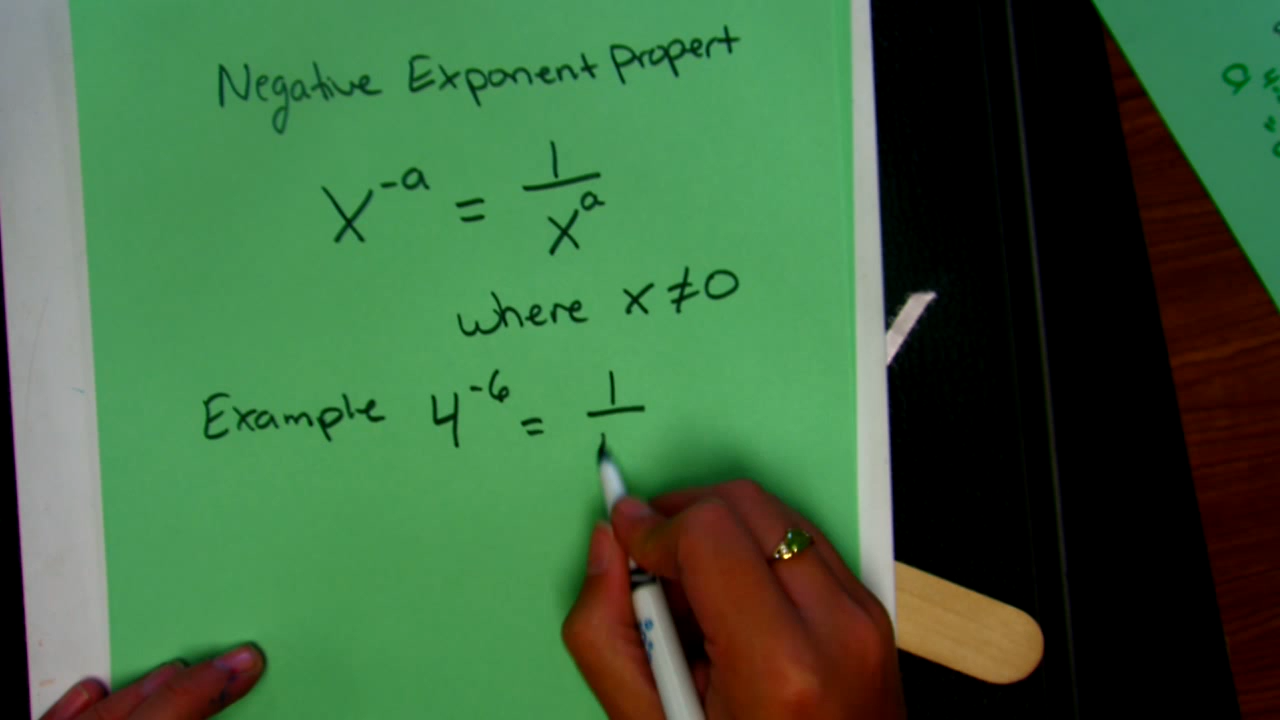 Negative Exponent Propert
x^-a = 1/x^a
where x ≠ 0
Example 4^-6 = 1/